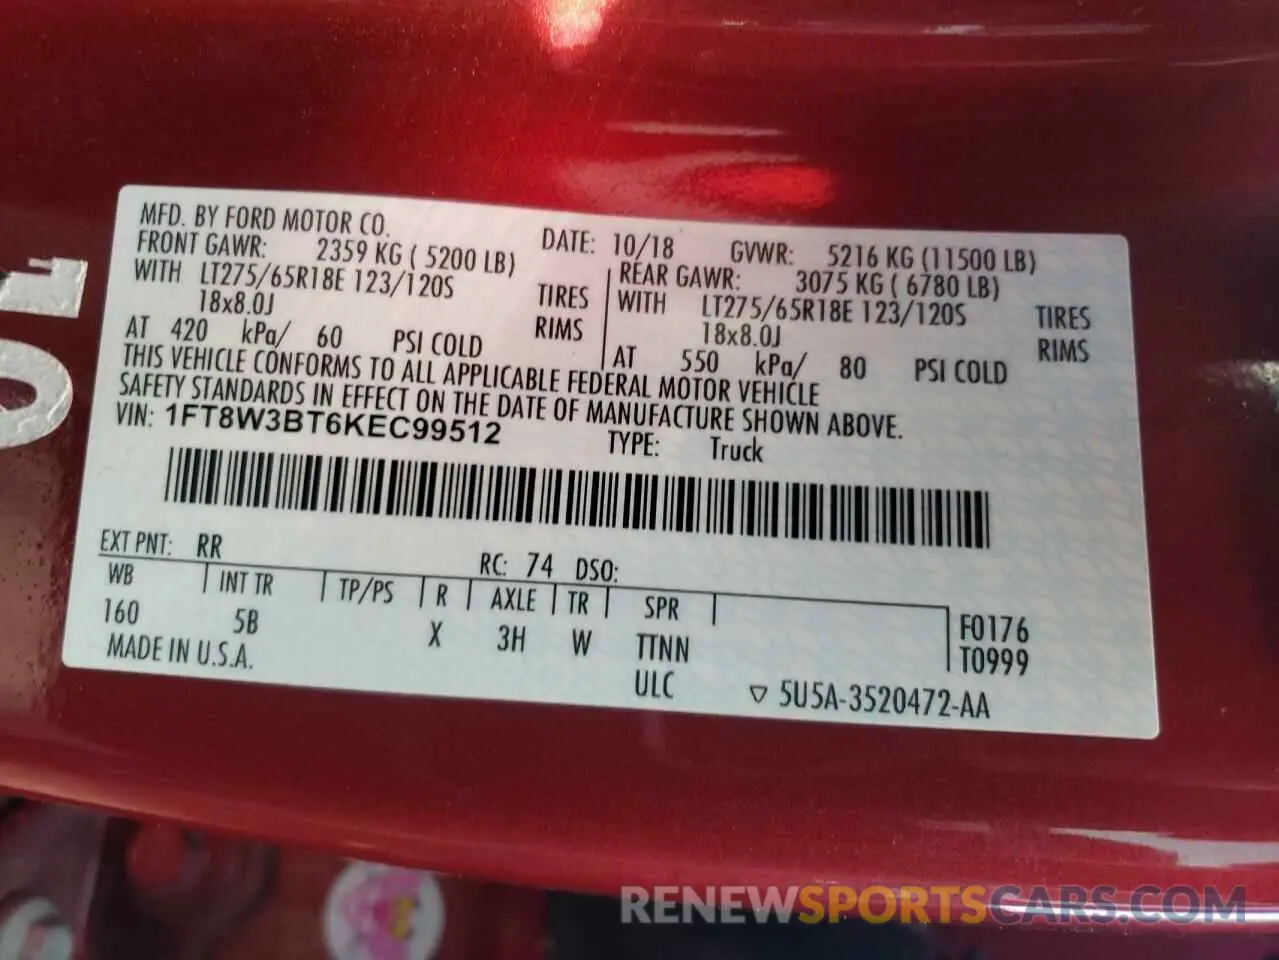 MFD. BY FORD MOTOR CO.
DATE: 10/18 GVWR: 5216 KG (11500 LB)
FRONT GAWR: 2359 KG ( 5200 LB)
REAR GAWR: 3075 KG ( 6780 LB)
WITH LT275/65R18E 123/120S TIRES
WITH LT275/65R18E 123/120S TIRES
18x8.0J RIMS
18x8.0J RIMS
AT 420 kPa/ 60 PSI COLD
AT 550 kPa/ 80 PSI COLD
THIS VEHICLE CONFORMS TO ALL APPLICABLE FEDERAL MOTOR VEHICLE
SAFETY STANDARDS IN EFFECT ON THE DATE OF MANUFACTURE SHOWN ABOVE.
VIN: 1FT8W3BT6KEC99512
TYPE: Truck
EXT PNT: RR RC: 74 DSO:
WB INT TR TP/PS R AXLE TR SPR
160 5B X 3H W TTNN
F0176
T0999
MADE IN U.S.A. ULC
▽ 5U5A-3520472-AA
RENEWSPORTSCARS.COM